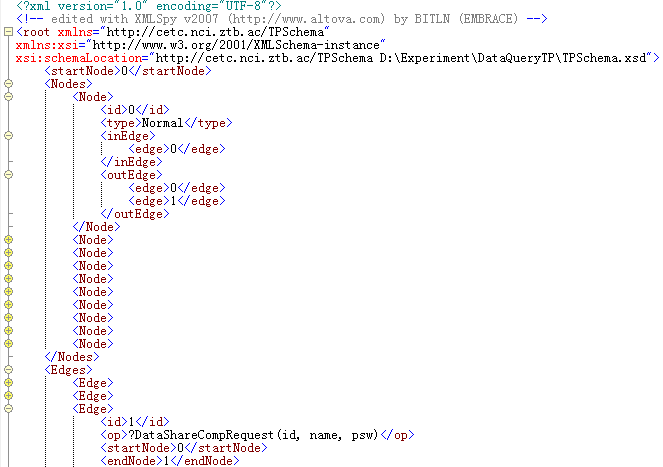 <?xml version="1.0" encoding="UTF-8"?>
<!-- edited with XMLSpy v2007 (http://www.altova.com) by BITLN (EMBRACE) -->
<root xmlns="http://cetc.nci.ztb.ac/TPSchema"
xmlns:xsi="http://www.w3.org/2001/XMLSchema-instance"
xsi:schemaLocation="http://cetc.nci.ztb.ac/TPSchema D:\Experiment\DataQueryTP\TPSchema.xsd">
<startNode>0</startNode>
<Nodes>
<Node>
<id>0</id>
<type>Normal</type>
<inEdge>
<edge>0</edge>
</inEdge>
<outEdge>
<edge>0</edge>
<edge>1</edge>
</outEdge>
</Node>
<Node>
<Node>
<Node>
<Node>
<Node>
<Node>
<Node>
<Node>
<Node>
</Nodes>
<Edges>
<Edge>
<Edge>
<Edge>
<id>1</id>
<op>?DataShareCompRequest(id, name, psw)</op>
<startNode>0</startNode>
<endNode>1</endNode>